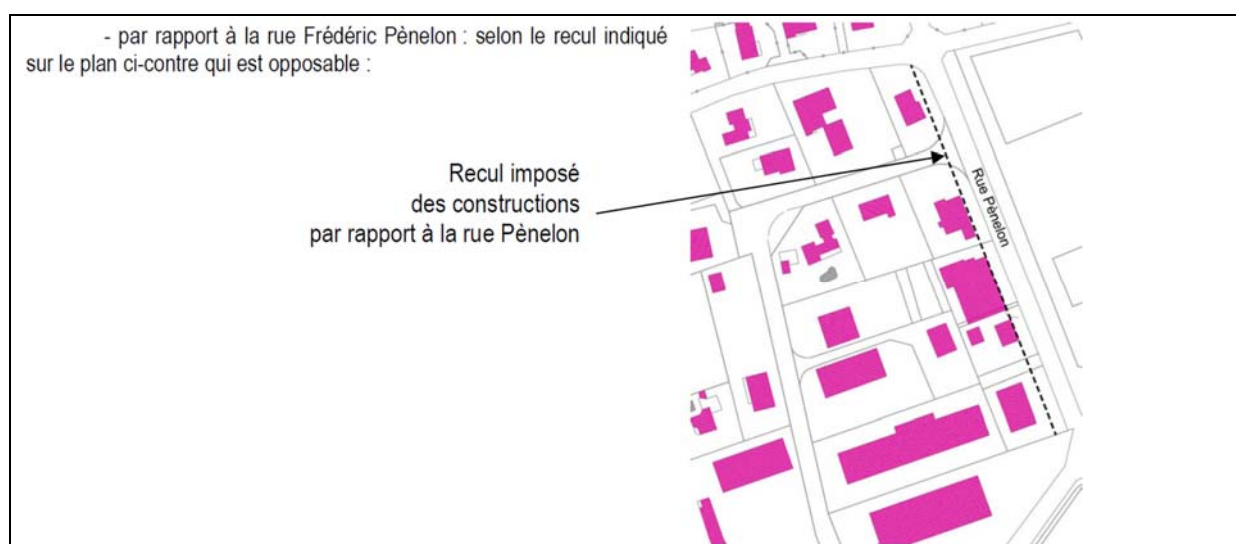 - par rapport à la rue Frédéric Pènelon : selon le recul indiqué
sur le plan ci-contre qui est opposable :
Recul imposé
des constructions
par rapport à la rue Pènelon
Rue Pènelon